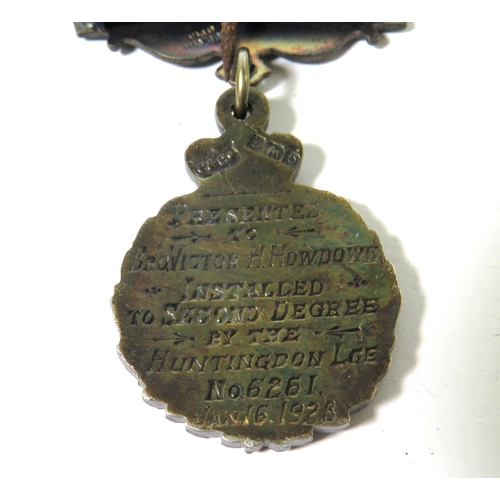 PRESENTED
TO
BRO. VICTOR H. HOWDOWN
INSTALLED
TO SECOND DEGREE
BY THE
HUNTINGDON LGE
No. 6261.
JAN. 16. 1928